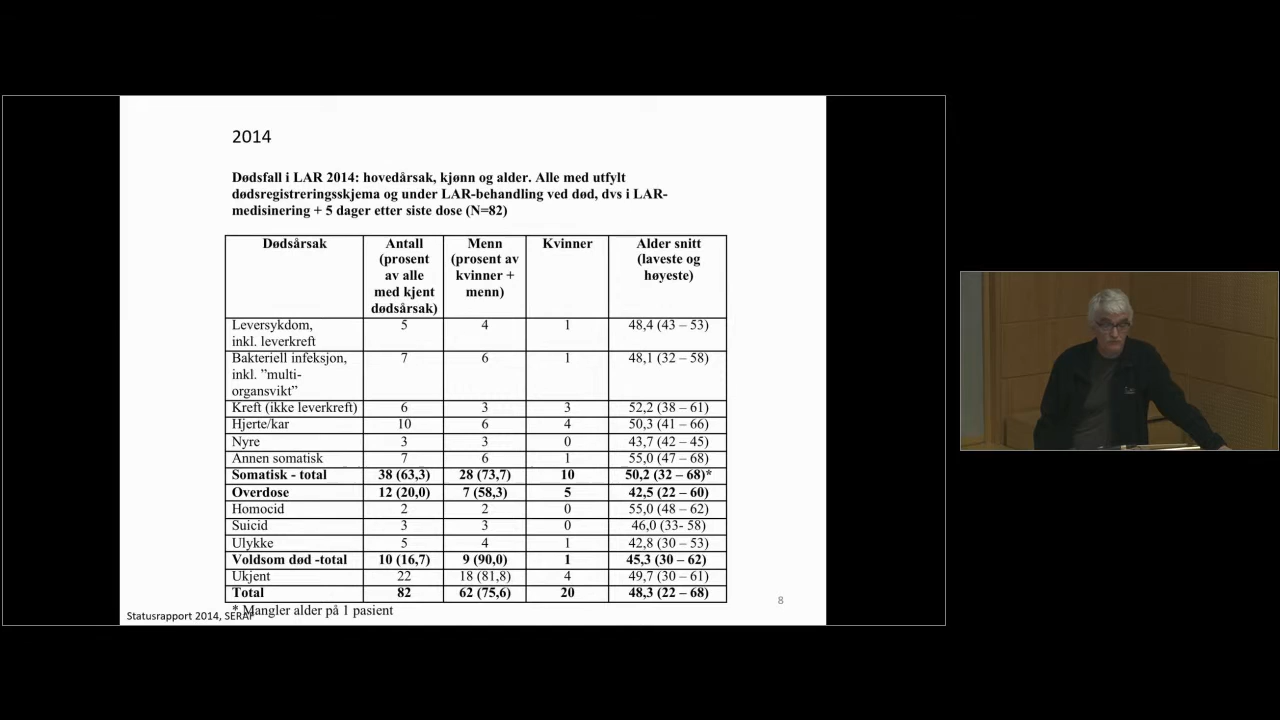 2014
Dødsfall i LAR 2014: hovedårsak, kjønn og alder. Alle med utfylt
dødsregistreringsskjema og under LAR-behandling ved død, dvs i LAR-
medisinering + 5 dager etter siste dose (N=82)
Dødsårsak Antall (prosent av alle med kjent dødsårsak) Menn (prosent av kvinner + menn) Kvinner Alder snitt (laveste og høyeste)
Leversykdom, inkl. leverkreft 5 4 1 48,4 (43 – 53)
Bakteriell infeksjon, inkl. ”multi-organsvikt” 7 6 1 48,1 (32 – 58)
Kreft (ikke leverkreft) 6 3 3 52,2 (38 – 61)
Hjerte/kar 10 6 4 50,3 (41 – 66)
Nyre 3 3 0 43,7 (42 – 45)
Annen somatisk 7 6 1 55,0 (47 – 68)
Somatisk - total 38 (63,3) 28 (73,7) 10 50,2 (32 – 68)*
Overdose 12 (20,0) 7 (58,3) 5 42,5 (22 – 60)
Homocid 2 2 0 55,0 (48 – 62)
Suicid 3 3 0 46,0 (33- 58)
Ulykke 5 4 1 42,8 (30 – 53)
Voldsom død -total 10 (16,7) 9 (90,0) 1 45,3 (30 – 62)
Ukjent 22 18 (81,8) 4 49,7 (30 – 61)
Total 82 62 (75,6) 20 48,3 (22 – 68)
* Mangler alder på 1 pasient
Statusrapport 2014, SERAF
8